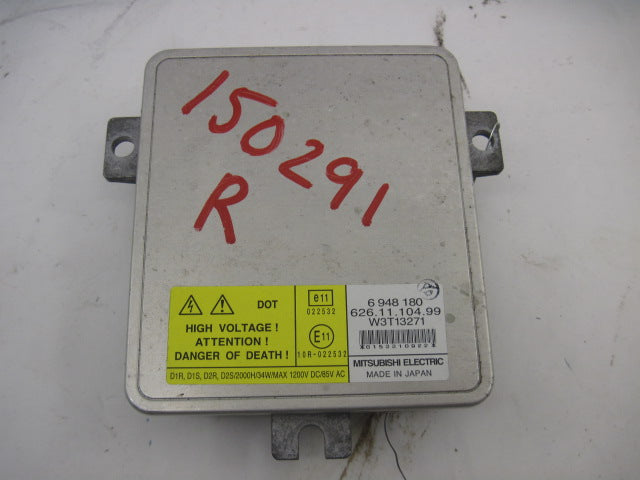 150291
R
DOT
HIGH VOLTAGE !
ATTENTION !
DANGER OF DEATH !
e11
022532
E11
10R-022532
D1R, D1S, D2R, D2S/2000H/34W/MAX 1200V DC/85V AC
6 948 180
626.11.104.99
W3T13271
*0153310922*
MITSUBISHI ELECTRIC
MADE IN JAPAN